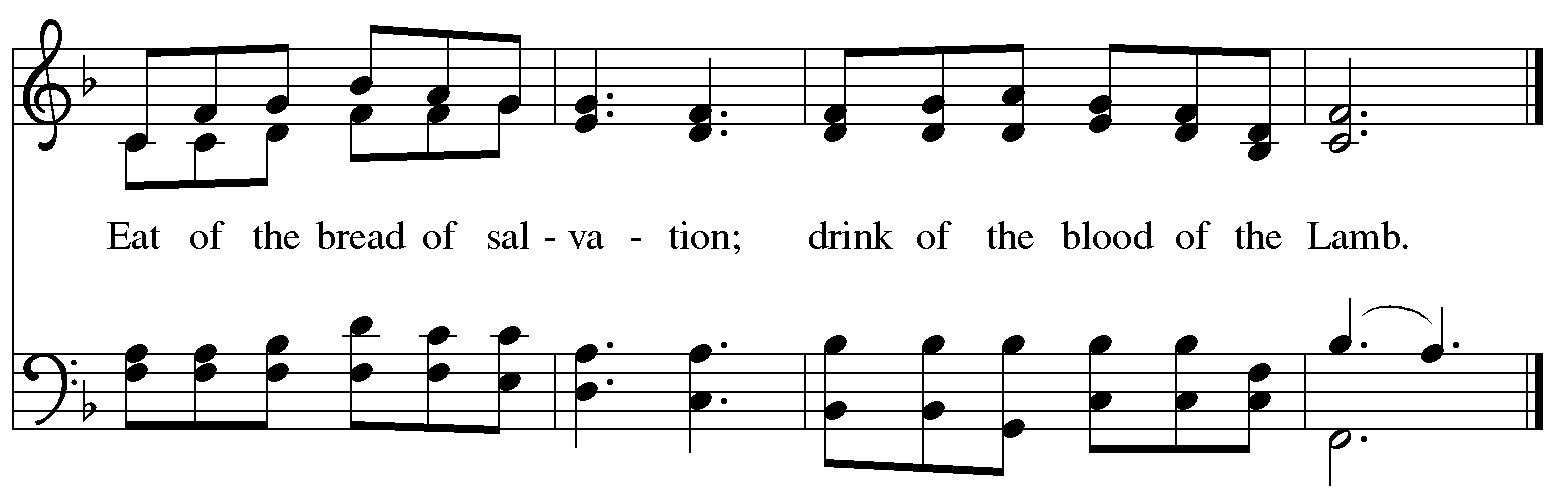 Eat of the bread of sal - va - tion; drink of the blood of the Lamb.